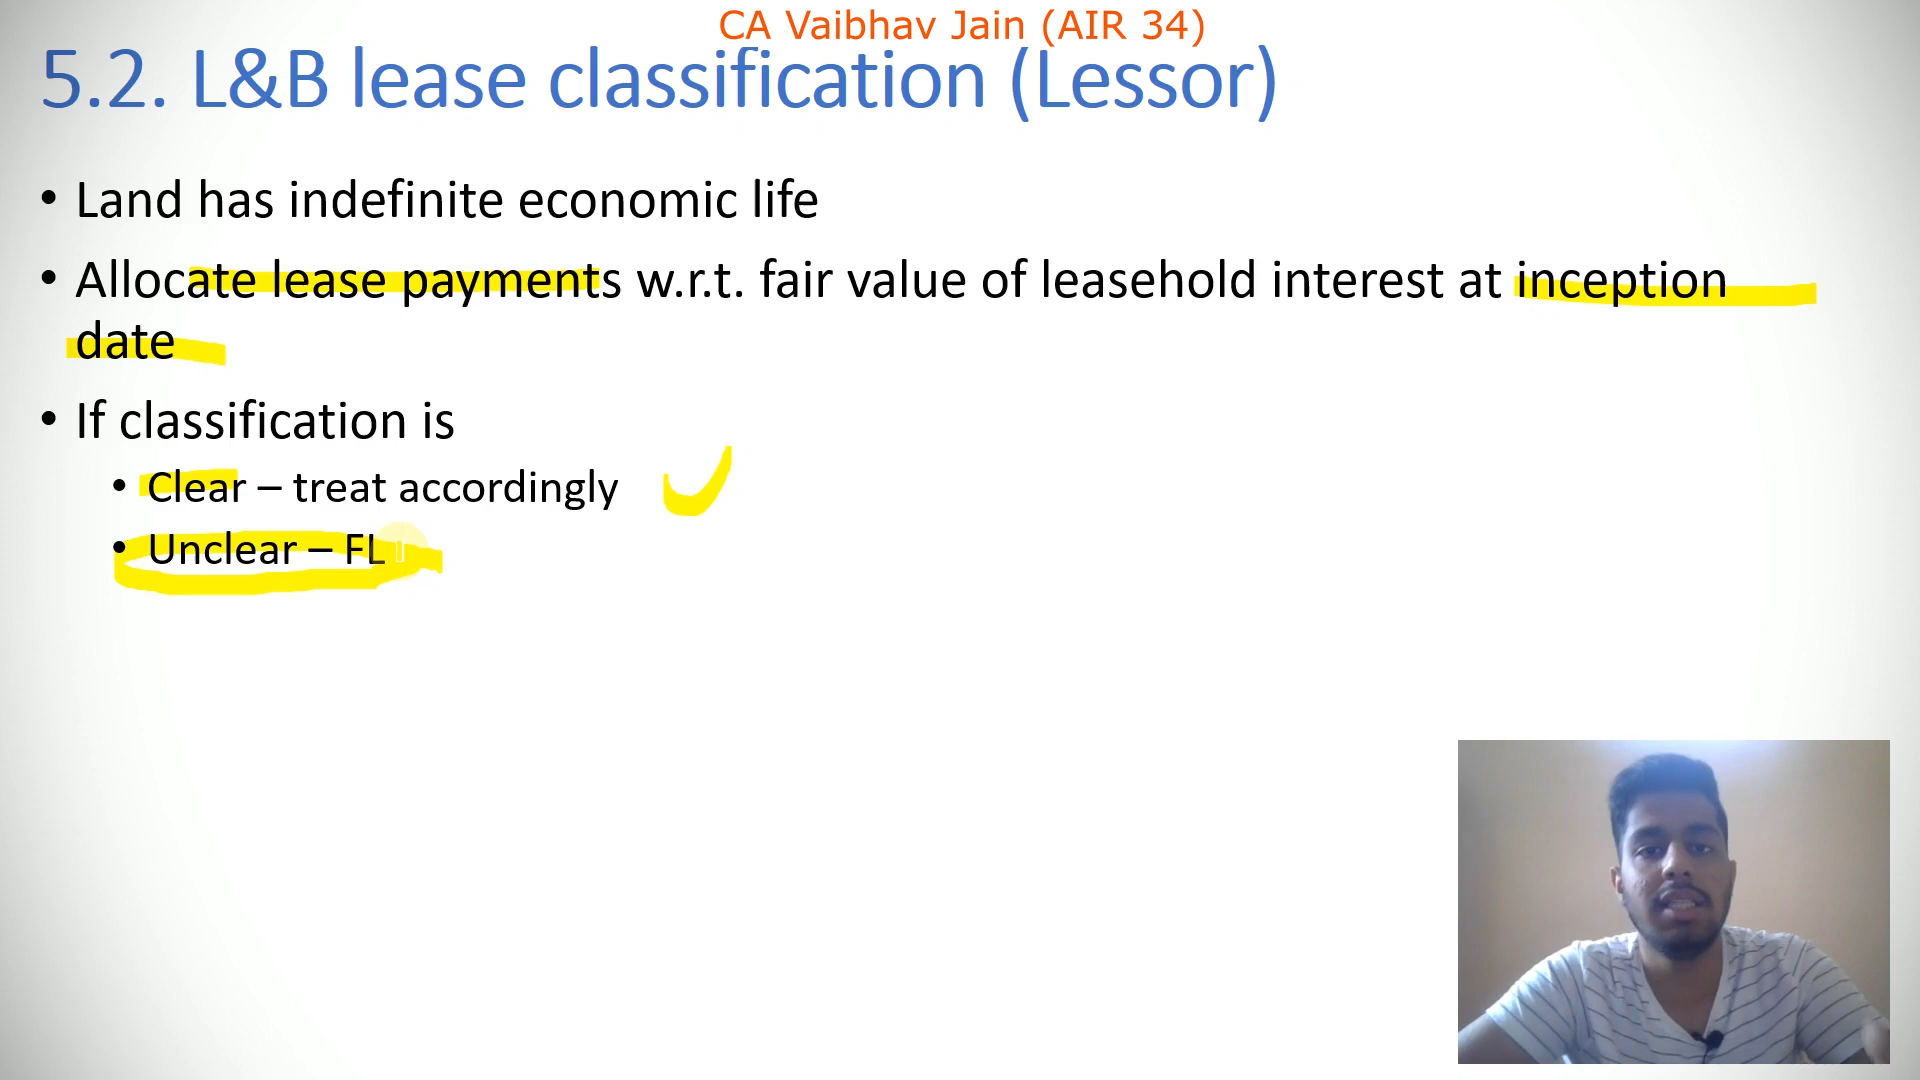 CA Vaibhav Jain (AIR 34)
5.2. L&B lease classification (Lessor)
• Land has indefinite economic life
• Allocate lease payments w.r.t. fair value of leasehold interest at inception
date
• If classification is
• Clear – treat accordingly
• Unclear – FL